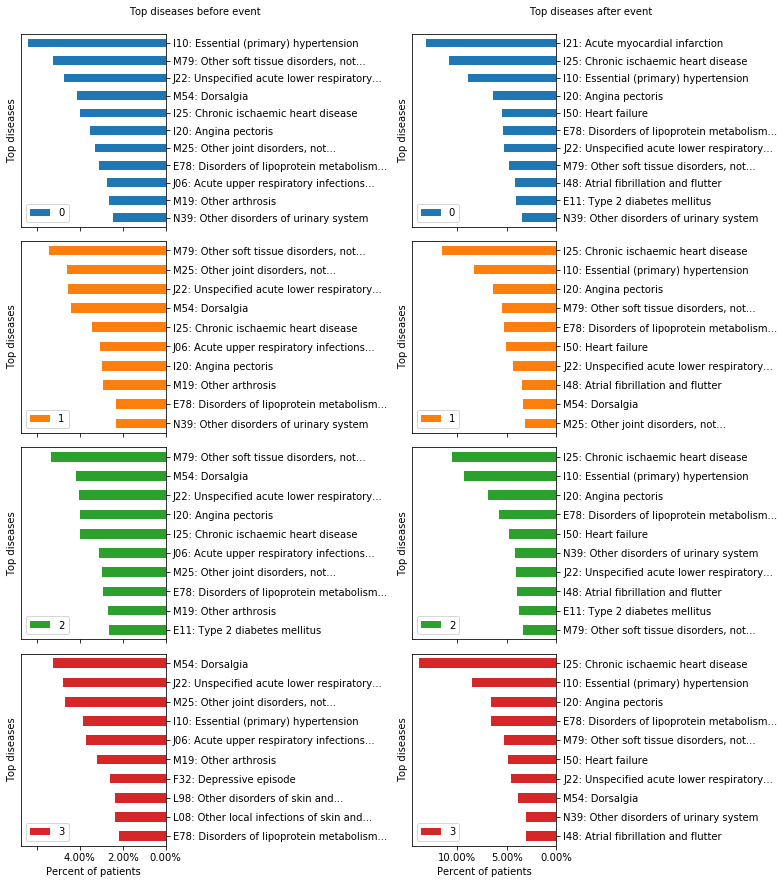 Top diseases before event
Top diseases
I10: Essential (primary) hypertension
M79: Other soft tissue disorders, not...
J22: Unspecified acute lower respiratory...
M54: Dorsalgia
I25: Chronic ischaemic heart disease
I20: Angina pectoris
M25: Other joint disorders, not...
E78: Disorders of lipoprotein metabolism...
J06: Acute upper respiratory infections...
M19: Other arthrosis
N39: Other disorders of urinary system
0
Top diseases
M79: Other soft tissue disorders, not...
M25: Other joint disorders, not...
J22: Unspecified acute lower respiratory...
M54: Dorsalgia
I25: Chronic ischaemic heart disease
J06: Acute upper respiratory infections...
I20: Angina pectoris
M19: Other arthrosis
E78: Disorders of lipoprotein metabolism...
N39: Other disorders of urinary system
1
Top diseases
M79: Other soft tissue disorders, not...
M54: Dorsalgia
J22: Unspecified acute lower respiratory...
I20: Angina pectoris
I25: Chronic ischaemic heart disease
J06: Acute upper respiratory infections...
M25: Other joint disorders, not...
E78: Disorders of lipoprotein metabolism...
M19: Other arthrosis
E11: Type 2 diabetes mellitus
2
Top diseases
M54: Dorsalgia
J22: Unspecified acute lower respiratory...
M25: Other joint disorders, not...
I10: Essential (primary) hypertension
J06: Acute upper respiratory infections...
M19: Other arthrosis
F32: Depressive episode
L98: Other disorders of skin and...
L08: Other local infections of skin and...
E78: Disorders of lipoprotein metabolism...
3
4.00% 2.00% 0.00%
Percent of patients
Top diseases after event
Top diseases
I21: Acute myocardial infarction
I25: Chronic ischaemic heart disease
I10: Essential (primary) hypertension
I20: Angina pectoris
I50: Heart failure
E78: Disorders of lipoprotein metabolism...
J22: Unspecified acute lower respiratory...
M79: Other soft tissue disorders, not...
I48: Atrial fibrillation and flutter
E11: Type 2 diabetes mellitus
N39: Other disorders of urinary system
0
Top diseases
I25: Chronic ischaemic heart disease
I10: Essential (primary) hypertension
I20: Angina pectoris
M79: Other soft tissue disorders, not...
E78: Disorders of lipoprotein metabolism...
I50: Heart failure
J22: Unspecified acute lower respiratory...
I48: Atrial fibrillation and flutter
M54: Dorsalgia
M25: Other joint disorders, not...
1
Top diseases
I25: Chronic ischaemic heart disease
I10: Essential (primary) hypertension
I20: Angina pectoris
E78: Disorders of lipoprotein metabolism...
I50: Heart failure
N39: Other disorders of urinary system
J22: Unspecified acute lower respiratory...
I48: Atrial fibrillation and flutter
E11: Type 2 diabetes mellitus
M79: Other soft tissue disorders, not...
2
Top diseases
I25: Chronic ischaemic heart disease
I10: Essential (primary) hypertension
I20: Angina pectoris
E78: Disorders of lipoprotein metabolism...
M79: Other soft tissue disorders, not...
I50: Heart failure
J22: Unspecified acute lower respiratory...
M54: Dorsalgia
N39: Other disorders of urinary system
I48: Atrial fibrillation and flutter
3
10.00% 5.00% 0.00%
Percent of patients